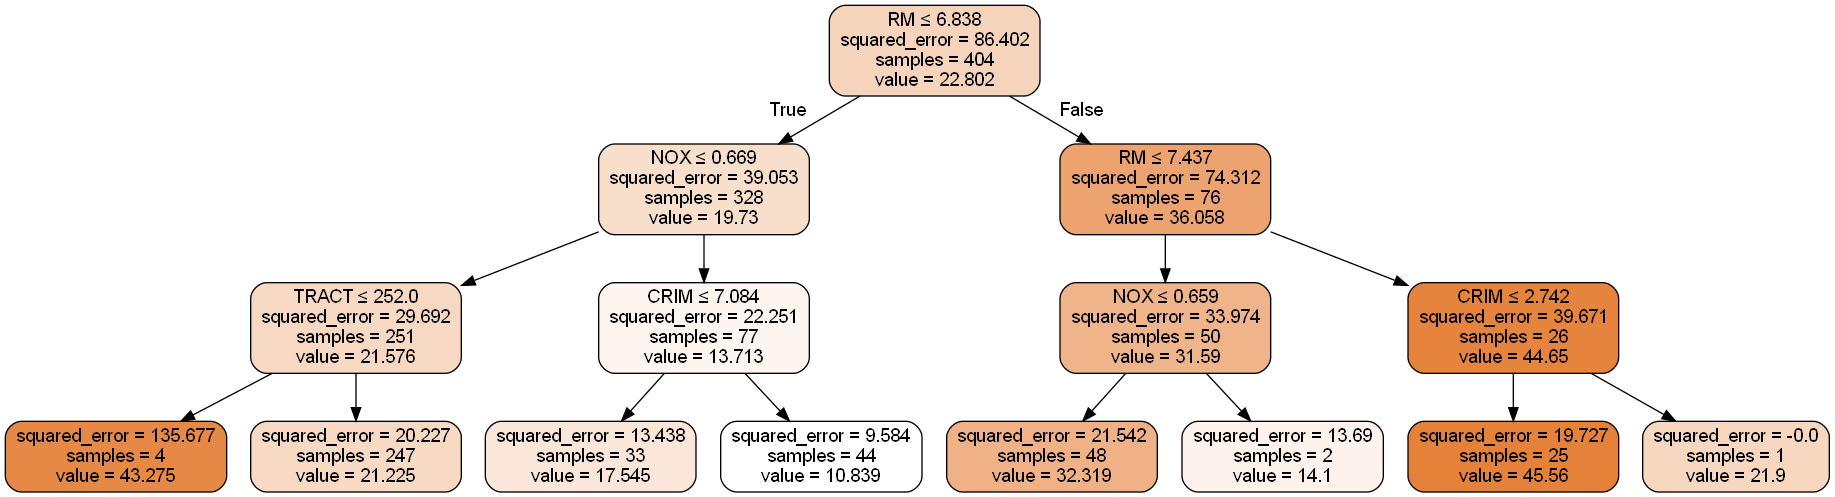 RM ≤ 6.838
squared_error = 86.402
samples = 404
value = 22.802
True
False
NOX ≤ 0.669
squared_error = 39.053
samples = 328
value = 19.73
RM ≤ 7.437
squared_error = 74.312
samples = 76
value = 36.058
TRACT ≤ 252.0
squared_error = 29.692
samples = 251
value = 21.576
CRIM ≤ 7.084
squared_error = 22.251
samples = 77
value = 13.713
NOX ≤ 0.659
squared_error = 33.974
samples = 50
value = 31.59
CRIM ≤ 2.742
squared_error = 39.671
samples = 26
value = 44.65
squared_error = 135.677
samples = 4
value = 43.275
squared_error = 20.227
samples = 247
value = 21.225
squared_error = 13.438
samples = 33
value = 17.545
squared_error = 9.584
samples = 44
value = 10.839
squared_error = 21.542
samples = 48
value = 32.319
squared_error = 13.69
samples = 2
value = 14.1
squared_error = 19.727
samples = 25
value = 45.56
squared_error = -0.0
samples = 1
value = 21.9